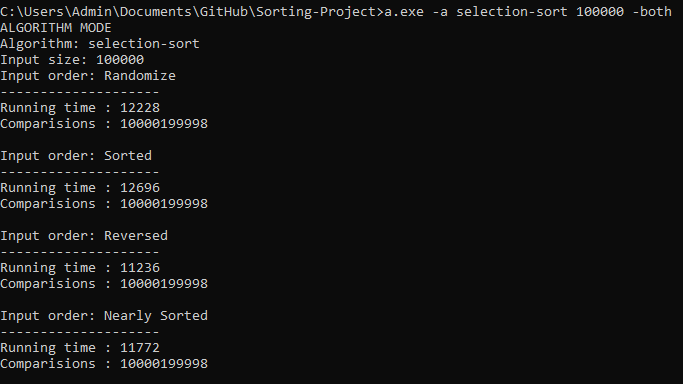 C:\Users\Admin\Documents\GitHub\Sorting-Project>a.exe -a selection-sort 100000 -both
ALGORITHM MODE
Algorithm: selection-sort
Input size: 100000
Input order: Randomize
--------------------
Running time : 12228
Comparisions : 10000199998

Input order: Sorted
--------------------
Running time : 12696
Comparisions : 10000199998

Input order: Reversed
--------------------
Running time : 11236
Comparisions : 10000199998

Input order: Nearly Sorted
--------------------
Running time : 11772
Comparisions : 10000199998